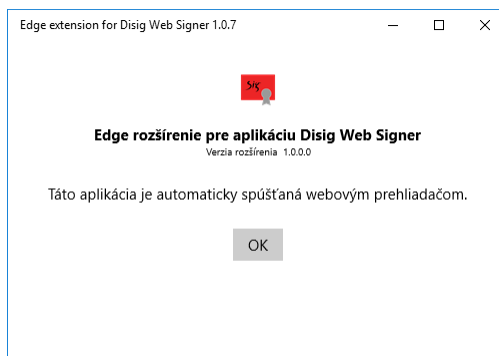 Edge extension for Disig Web Signer 1.0.7
Sig
Edge rozšírenie pre aplikáciu Disig Web Signer
Verzia rozšírenia 1.0.0.0
Táto aplikácia je automaticky spúšťaná webovým prehliadačom.
OK